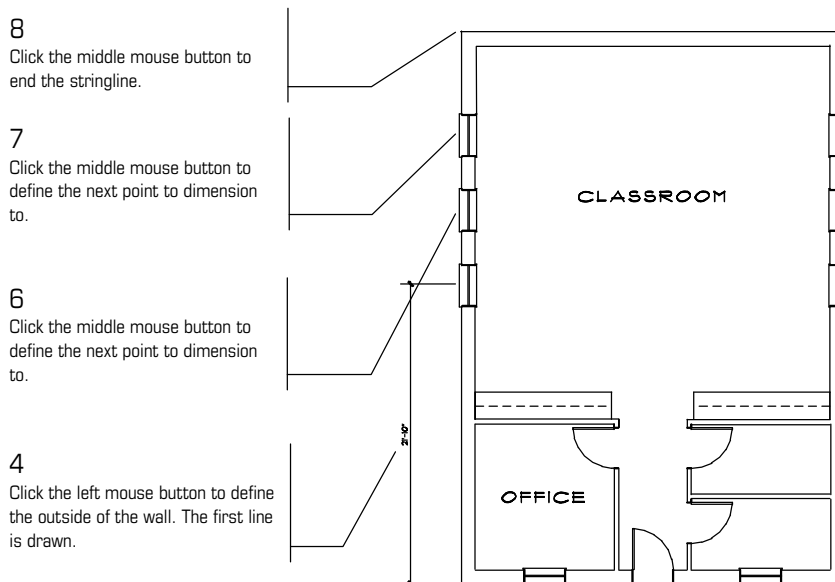 8
Click the middle mouse button to
end the stringline.
7
Click the middle mouse button to
define the next point to dimension
to.
CLASSROOM
6
Click the middle mouse button to
define the next point to dimension
to.
21'-10"
4
Click the left mouse button to define
the outside of the wall. The first line
is drawn.
OFFICE